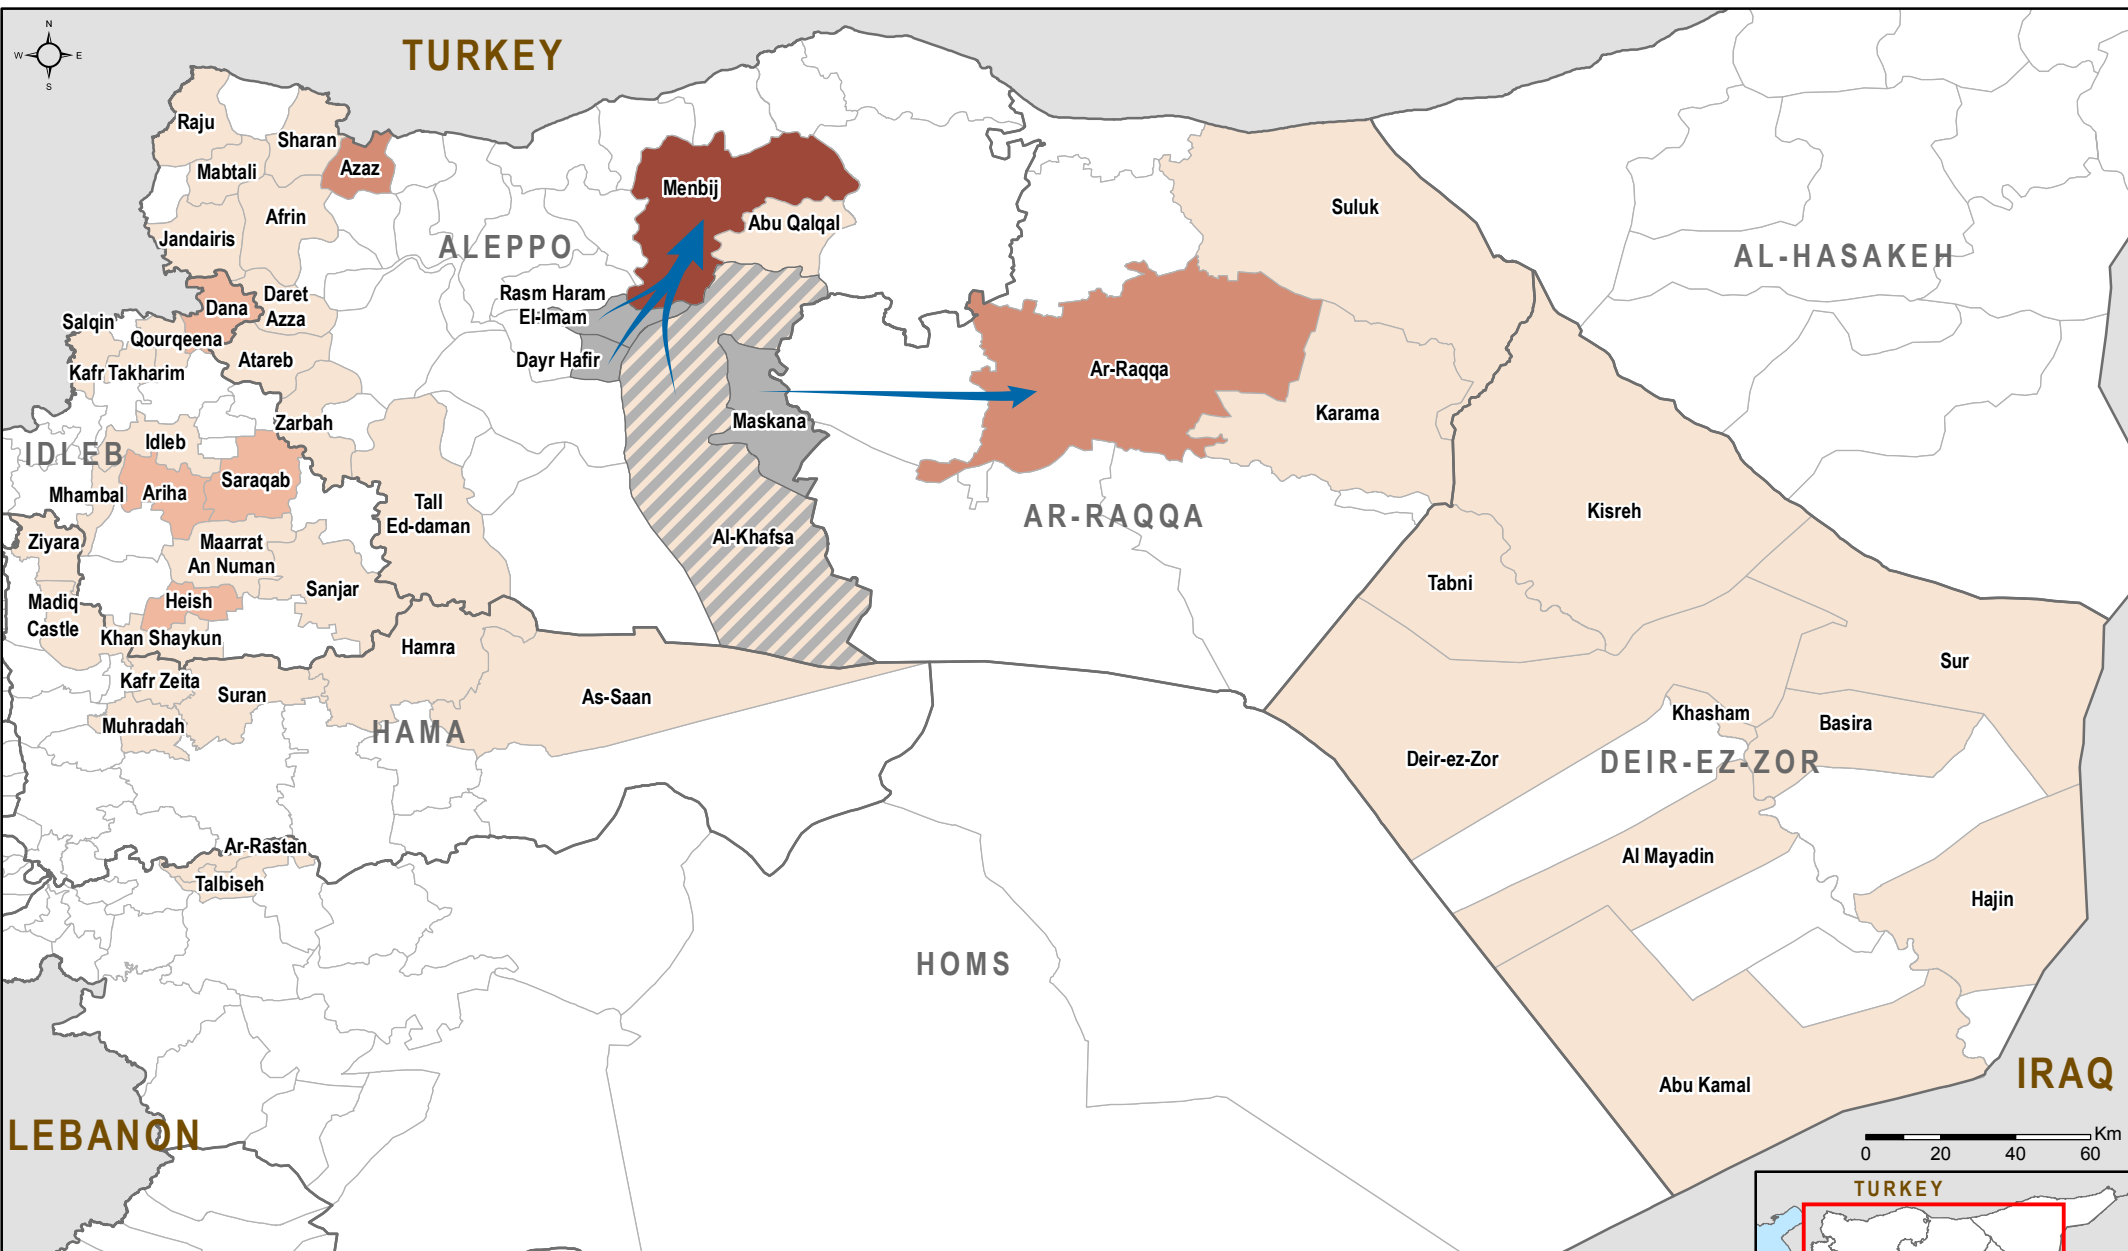 N
W
E
S
TURKEY
Raju
Sharan
Azaz
Mabtali
Menbij
Afrin
Abu Qalqal
Suluk
Jandairis
ALEPPO
AL-HASAKEH
Rasm Haram
El-Imam
Daret
Azza
Dana
Salqin
Qourqeena
Dayr Hafir
Atareb
Kafr Takharim
Ar-Raqqa
Karama
Maskana
Zarbah
Idleb
IDLEB
Saraqab
Mhambal
Ariha
Tall
Ed-daman
AR-RAQQA
Kisreh
Ziyara
Maarrat
An Numan
Al-Khafsa
Tabni
Sanjar
Madiq
Castle
Heish
Khan Shaykun
Hamra
Sur
Kafr Zeita
Suran
As-Saan
Khasham
Basira
Muhradah
HAMA
Deir-ez-Zor
DEIR-EZ-ZOR
Ar-Rastan
Al Mayadin
Talbiseh
Hajin
HOMS
Abu Kamal
IRAQ
LEBANON
Km
0 20 40 60
TURKEY